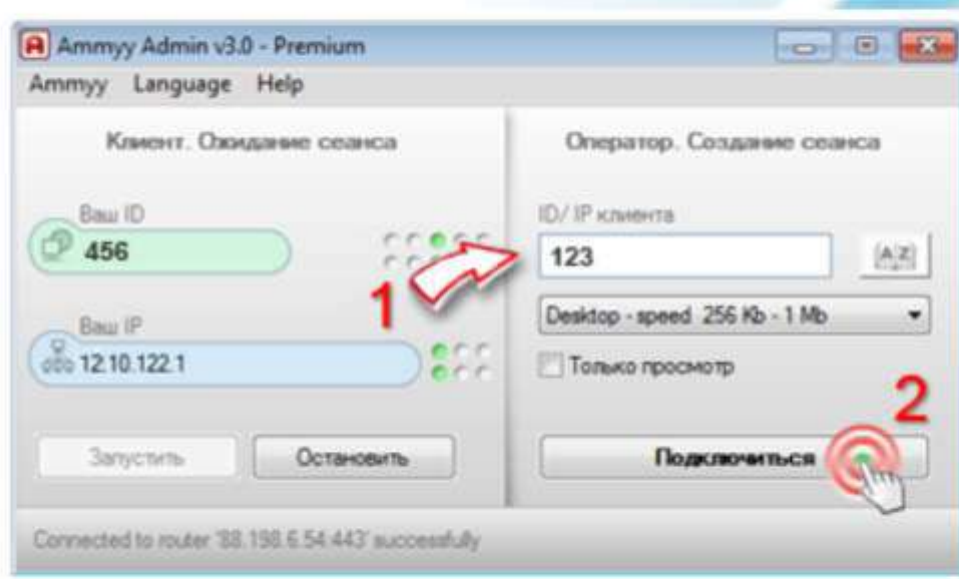 Ammyy Admin v3.0 - Premium
Ammyy Language Help
Клиент. Ожидание сеанса
Ваш ID
456
Ваш IP
12.10.122.1
Запустить Остановить
Оператор. Создание сеанса
ID/ IP клиента
123
A Z
Desktop - speed 256 Kb - 1 Mb
Только просмотр
Подключиться
1
2
Connected to router '88.198.6.54:443' successfully